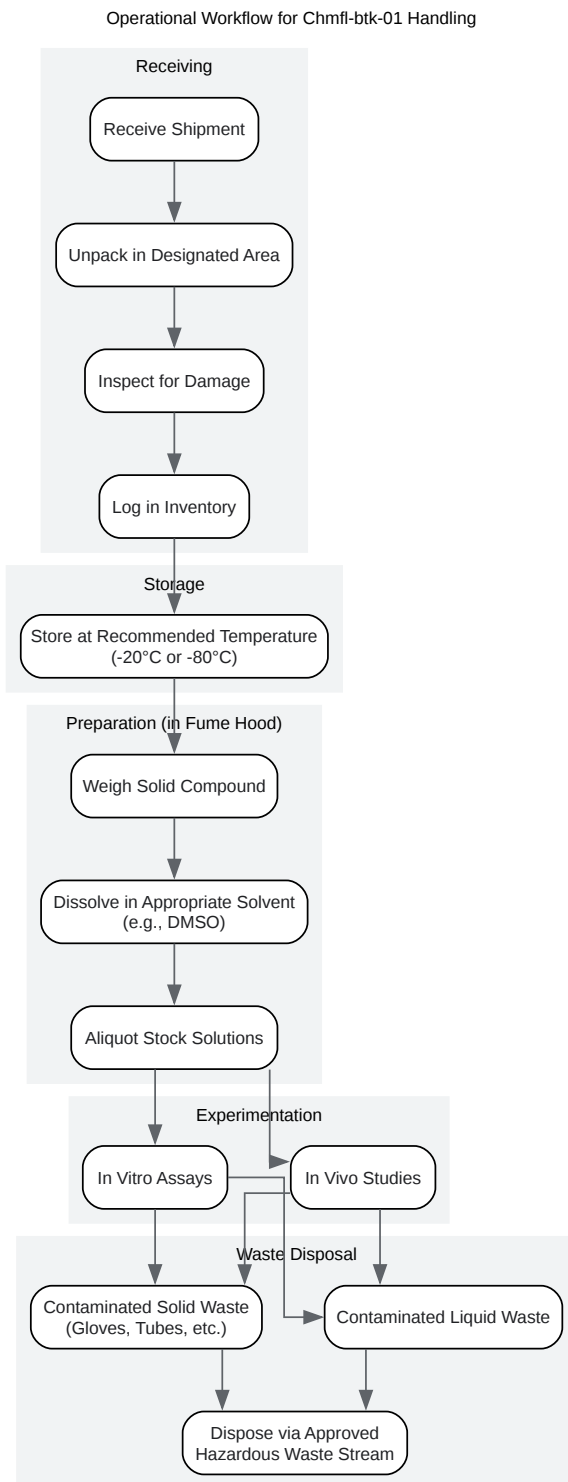 Operational Workflow for Chmfl-btk-01 Handling
Receiving
Receive Shipment
Unpack in Designated Area
Inspect for Damage
Log in Inventory
Storage
Store at Recommended Temperature
(-20°C or -80°C)
Preparation (in Fume Hood)
Weigh Solid Compound
Dissolve in Appropriate Solvent
(e.g., DMSO)
Aliquot Stock Solutions
Experimentation
In Vitro Assays
In Vivo Studies
Waste Disposal
Contaminated Solid Waste
(Gloves, Tubes, etc.)
Contaminated Liquid Waste
Dispose via Approved
Hazardous Waste Stream